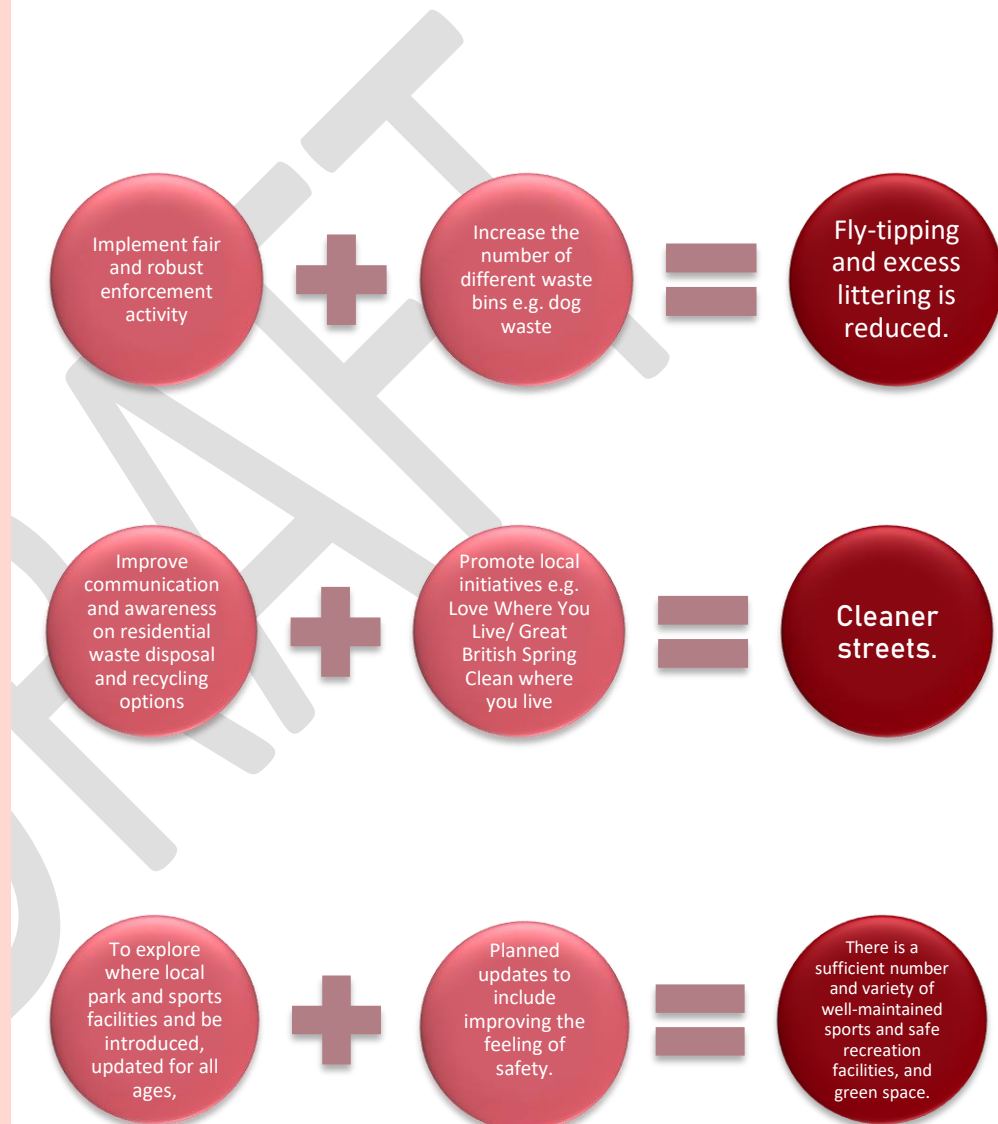 Implement fair
and robust
enforcement
activity
Increase the
number of
different waste
bins e.g. dog
waste
Fly-tipping
and excess
littering is
reduced.
Improve
communication
and awareness
on residential
waste disposal
and recycling
options
Promote local
initiatives e.g.
Love Where You
Live/ Great
British Spring
Clean where
you live
Cleaner
streets.
To explore
where local
park and sports
facilities and be
introduced,
updated for all
ages,
Planned
updates to
include
improving the
feeling of
safety.
There is a
sufficient number
and variety of
well-maintained
sports and safe
recreation
facilities, and
green space.
DRAFT